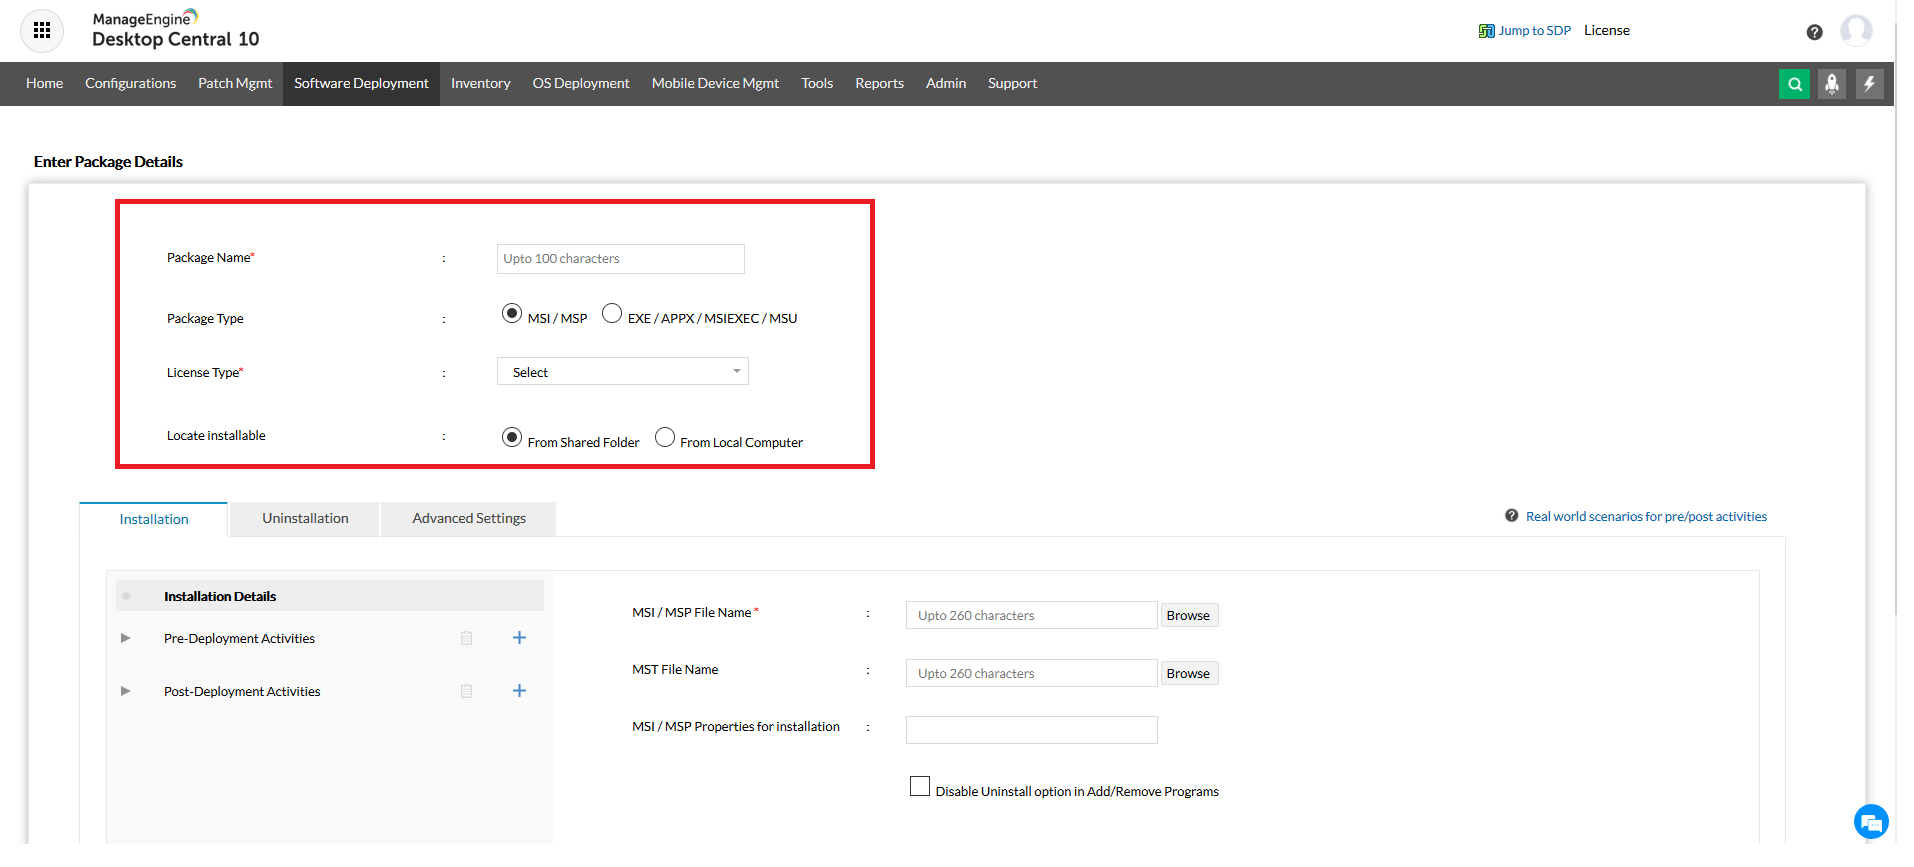 ManageEngine
Desktop Central 10
Jump to SDP License
Home Configurations Patch Mgmt Software Deployment Inventory OS Deployment Mobile Device Mgmt Tools Reports Admin Support
Enter Package Details
Package Name* : Upto 100 characters
Package Type : MSI / MSP EXE / APPX / MSIEXEC / MSU
License Type* : Select
Locate installable : From Shared Folder From Local Computer
Installation Uninstallation Advanced Settings Real world scenarios for pre/post activities
Installation Details
Pre-Deployment Activities
Post-Deployment Activities
MSI / MSP File Name* : Upto 260 characters Browse
MST File Name : Upto 260 characters Browse
MSI / MSP Properties for installation :
Disable Uninstall option in Add/Remove Programs